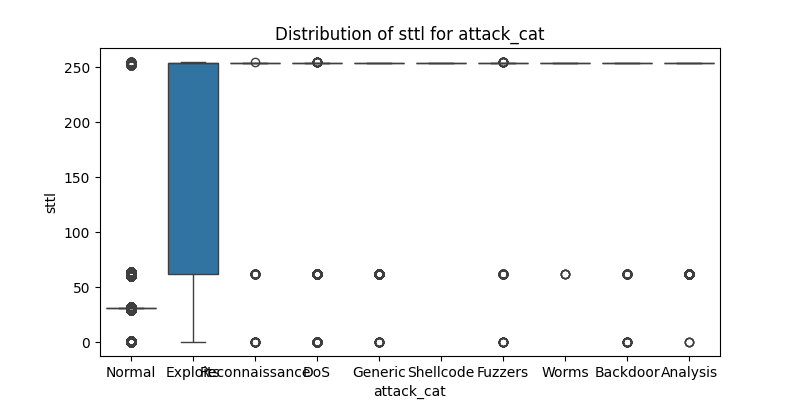 Distribution of sttl for attack_cat
sttl
250
200
150
100
50
0
Normal Exploits Reconnaissance DoS Generic Shellcode Fuzzers Worms Backdoor Analysis
attack_cat